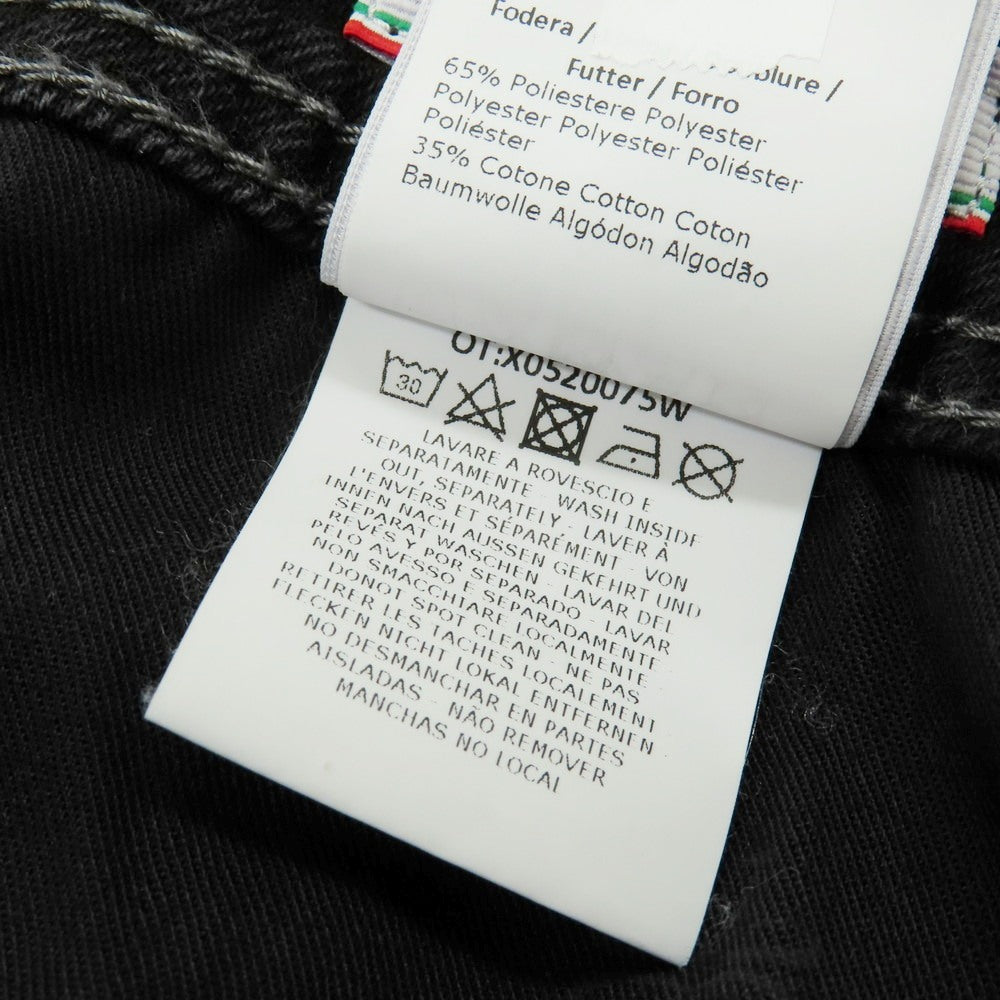 Fodera /
Futter / Forro
65% Poliestere Polyester
Polyester Polyester Poliéster
Poliéster
35% Cotone Cotton Coton
Baumwolle Algódon Algodão
OT:X0520075W
30
LAVARE A ROVESCIO E
SEPARATAMENTE - WASH INSIDE
OUT, SEPARATELY - LAVER À
L'ENVERS ET SÉPARÉMENT - VON
INNEN NACH AUSSEN GEKEHRT UND
SEPARAT WASCHEN - LAVAR DEL
REVÉS Y POR SEPARADO - LAVAR
PELO AVESSO E SEPARADAMENTE
NON SMACCHIARE LOCALMENTE -
DONOT SPOT CLEAN - NE PAS
RETIRER LES TACHES LOCALEMENT
FLECKEN NICHT LOKAL ENTFERNEN
NO DESMANCHAR EN PARTES
AISLADAS - NÃO REMOVER
MANCHAS NO LOCAL